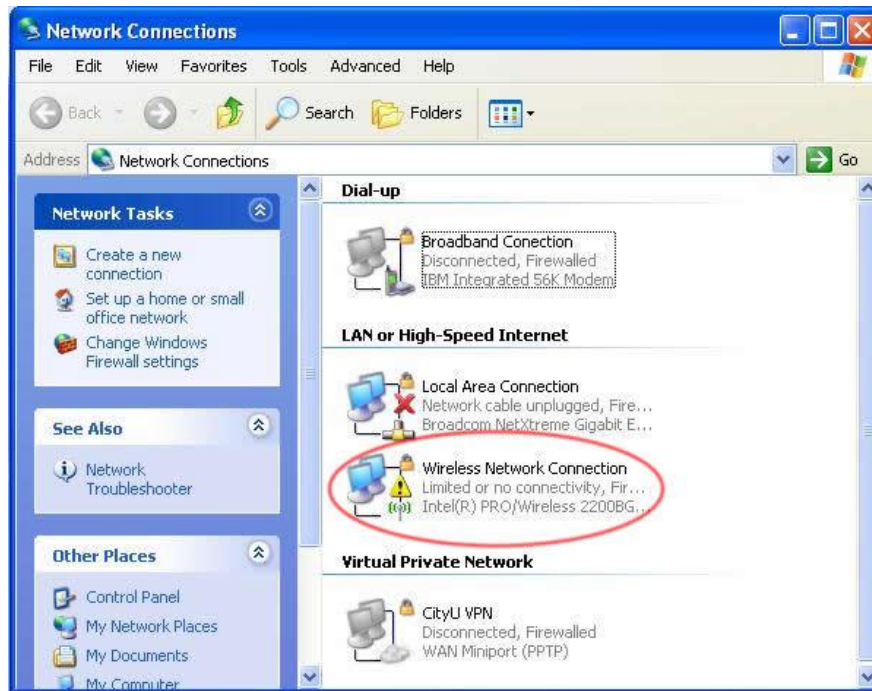 Network Connections
File Edit View Favorites Tools Advanced Help
Back Search Folders
Address Network Connections Go
Network Tasks
Create a new
connection
Set up a home or small
office network
Change Windows
Firewall settings
See Also
Network
Troubleshooter
Other Places
Control Panel
My Network Places
My Documents
My Computer
Dial-up
Broadband Conection
Disconnected, Firewalled
IBM Integrated 56K Modem
LAN or High-Speed Internet
Local Area Connection
Network cable unplugged, Fire...
Broadcom NetXtreme Gigabit E...
Wireless Network Connection
Limited or no connectivity, Fir...
Intel(R) PRO/Wireless 2200BG...
Virtual Private Network
CityU VPN
Disconnected, Firewalled
WAN Miniport (PPTP)